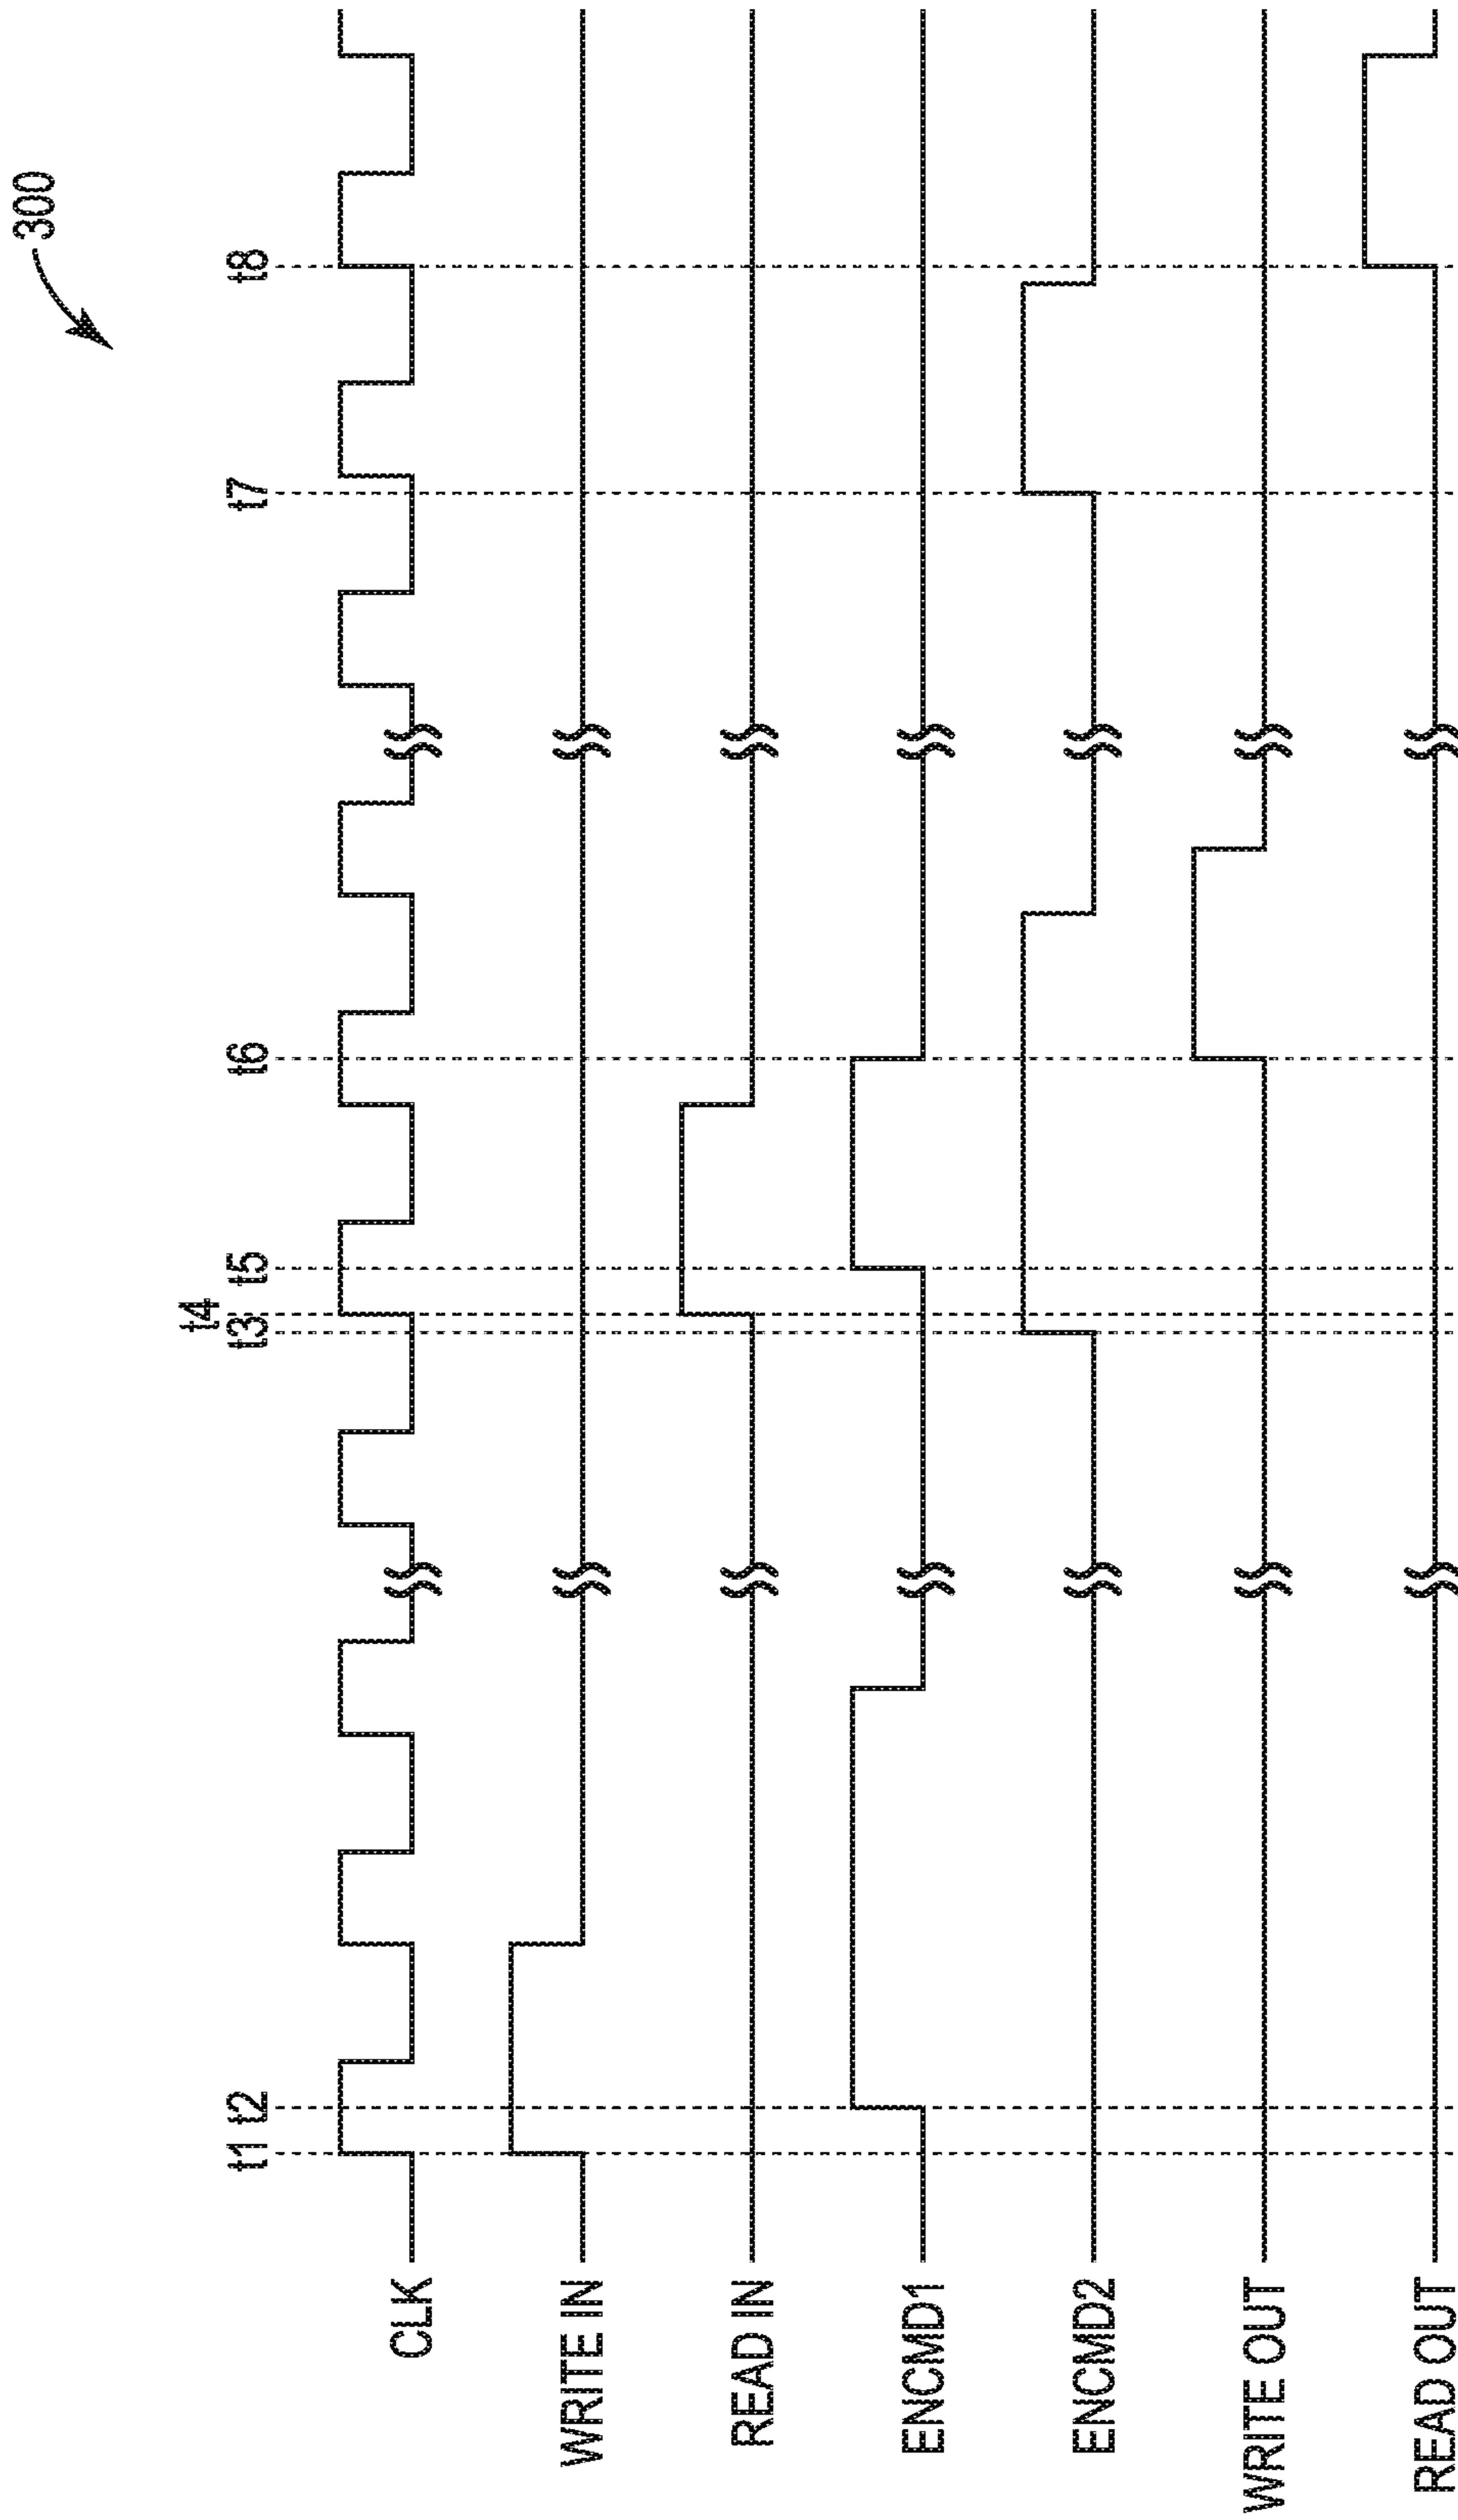 300
t1 t2 t3 t4 t5 t6 t7 t8
CLK
WRITE IN
READ IN
ENCMD1
ENCMD2
WRITE OUT
READ OUT